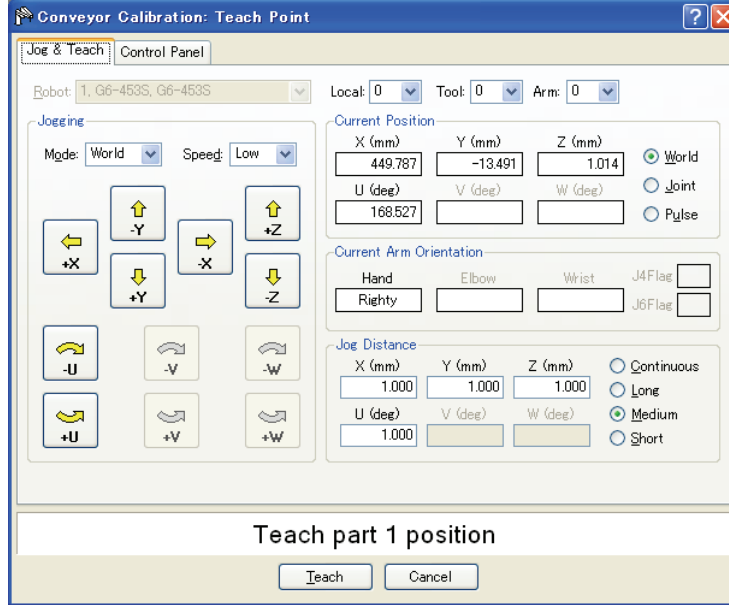 Conveyor Calibration: Teach Point
Jog & Teach Control Panel
Robot: 1, G6-453S, G6-453S Local: 0 Tool: 0 Arm: 0
Jogging
Mode: World Speed: Low
-Y
+Z
+X
-X
+Y
-Z
-U -V -W
+U +V +W
Current Position
X (mm) Y (mm) Z (mm)
449.787 -13.491 1.014
U (deg) V (deg) W (deg)
168.527
World
Joint
Pulse
Current Arm Orientation
Hand Elbow Wrist J4Flag
Righty J6Flag
Jog Distance
X (mm) Y (mm) Z (mm)
1.000 1.000 1.000
U (deg) V (deg) W (deg)
1.000
Continuous
Long
Medium
Short
Teach part 1 position
Teach Cancel